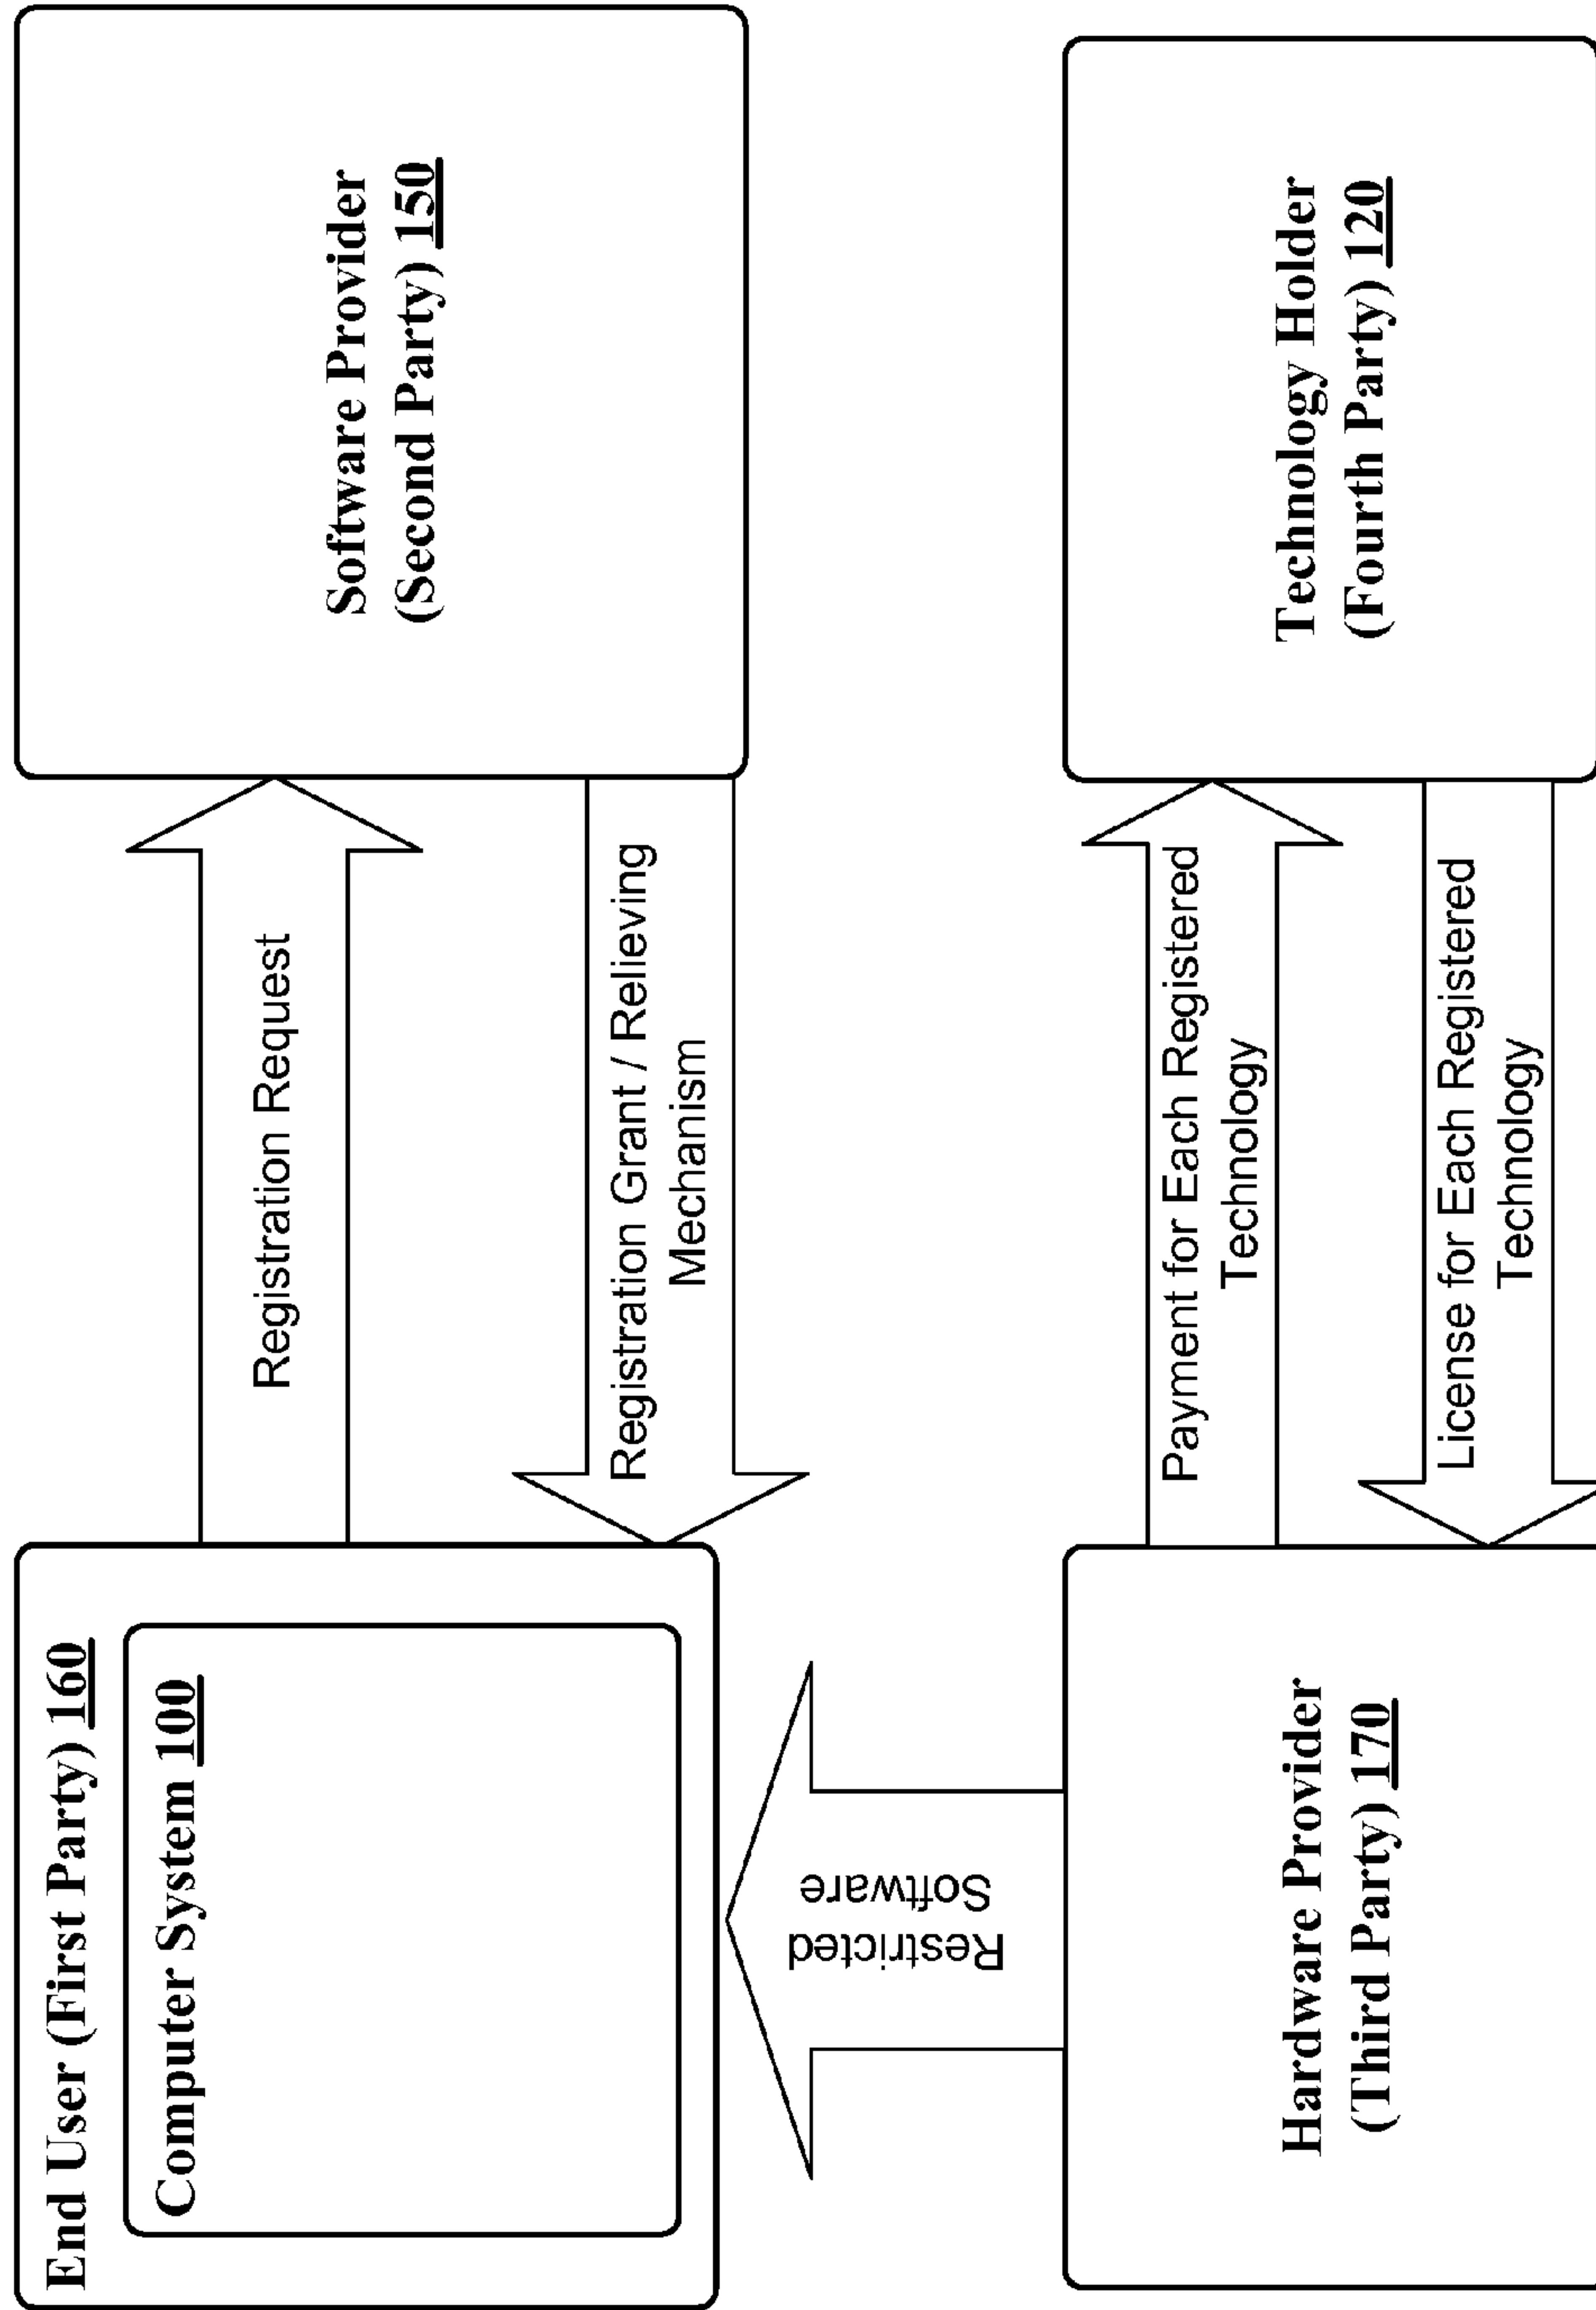 End User (First Party) 160
Computer System 100
Registration Request
Registration Grant / Relieving
Mechanism
Software Provider
(Second Party) 150
Restricted
Software
Hardware Provider
(Third Party) 170
Payment for Each Registered
Technology
License for Each Registered
Technology
Technology Holder
(Fourth Party) 120